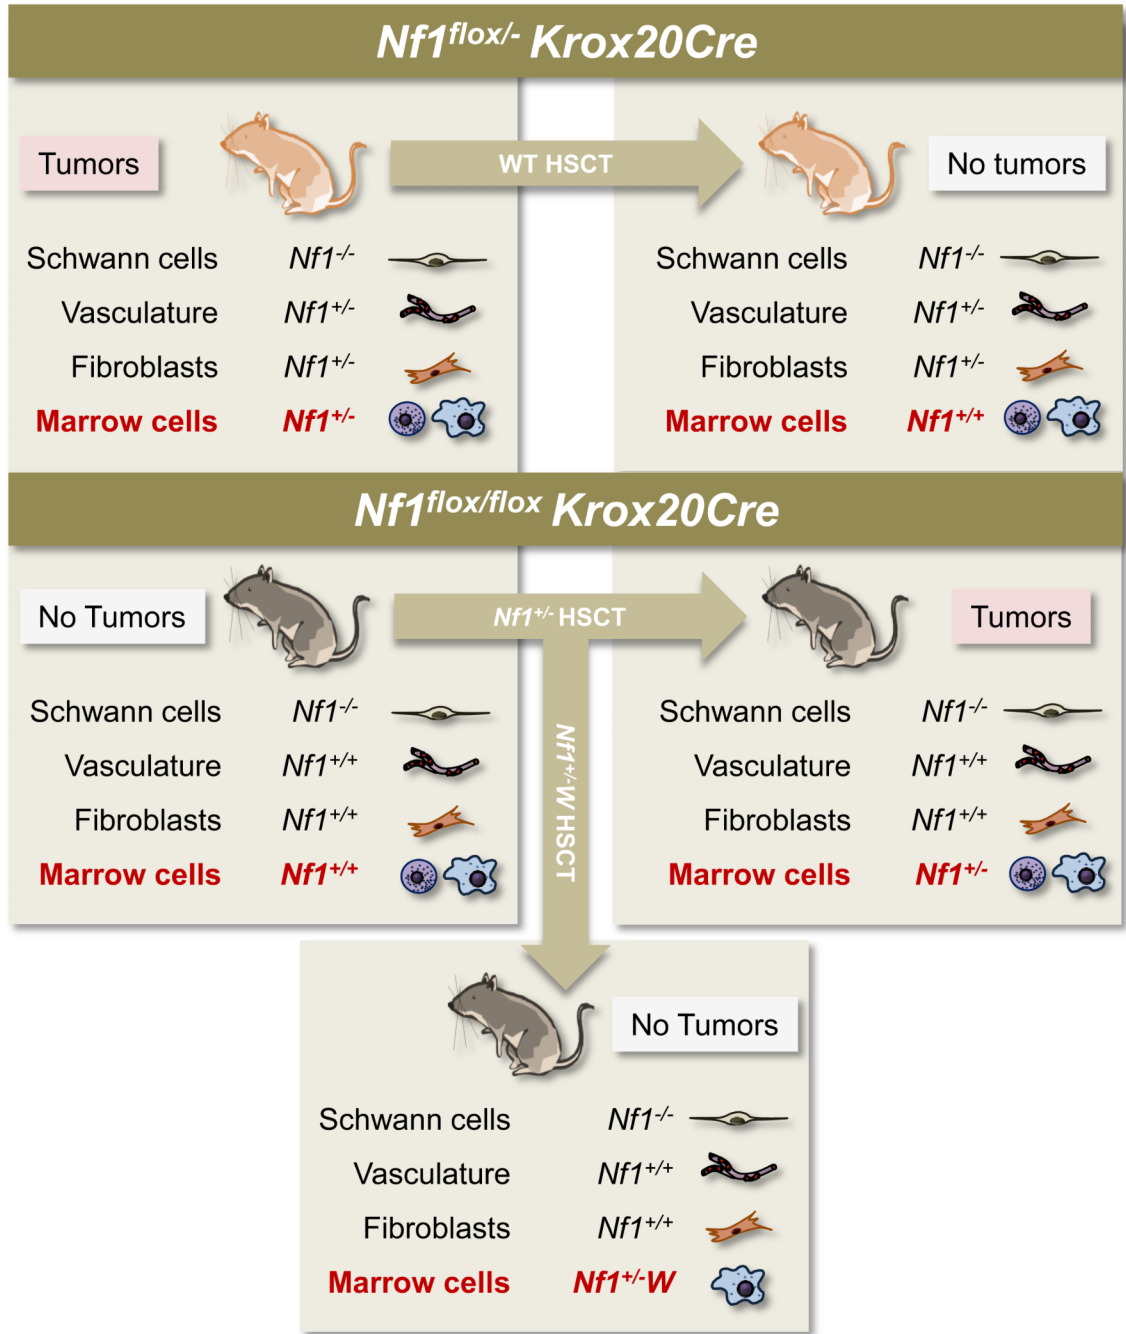 Nf1flox/- Krox20Cre
Tumors
WT HSCT
No tumors
Schwann cells Nf1-/-
Vasculature Nf1+/-
Fibroblasts Nf1+/-
Marrow cells Nf1+/-
Schwann cells Nf1-/-
Vasculature Nf1+/-
Fibroblasts Nf1+/-
Marrow cells Nf1+/+
Nf1flox/flox Krox20Cre
No Tumors
Nf1+/- HSCT
Tumors
Schwann cells Nf1-/-
Vasculature Nf1+/+
Fibroblasts Nf1+/+
Marrow cells Nf1+/+
Nf1+/-W HSCT
Schwann cells Nf1-/-
Vasculature Nf1+/+
Fibroblasts Nf1+/+
Marrow cells Nf1+/-
No Tumors
Schwann cells Nf1-/-
Vasculature Nf1+/+
Fibroblasts Nf1+/+
Marrow cells Nf1+/-W